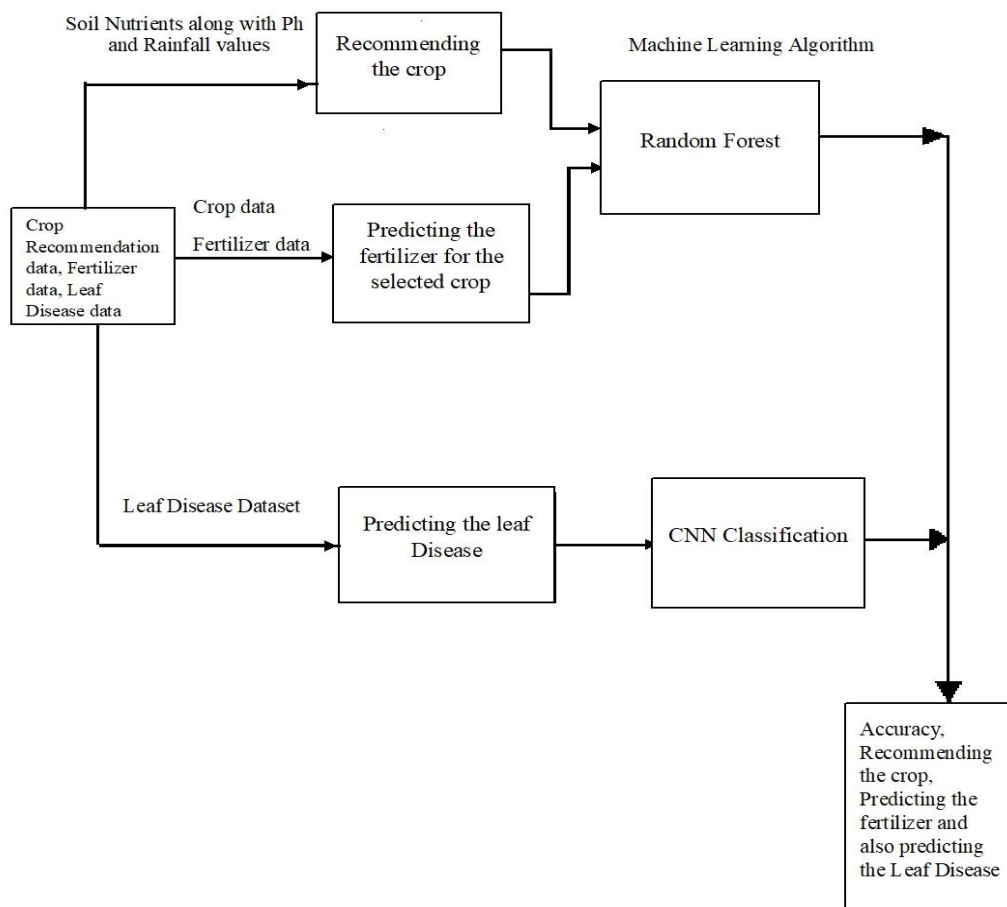 Soil Nutrients along with Ph
and Rainfall values
Recommending
the crop
Machine Learning Algorithm
Random Forest
Crop
Recommendation
data, Fertilizer
data, Leaf
Disease data
Crop data
Fertilizer data
Predicting the
fertilizer for the
selected crop
Leaf Disease Dataset
Predicting the leaf
Disease
CNN Classification
Accuracy,
Recommending
the crop,
Predicting the
fertilizer and
also predicting
the Leaf Disease